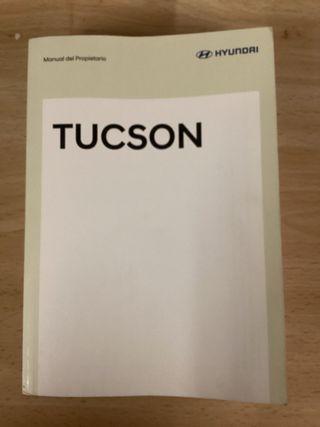 Manual del Propietario
HYUNDAI
TUCSON